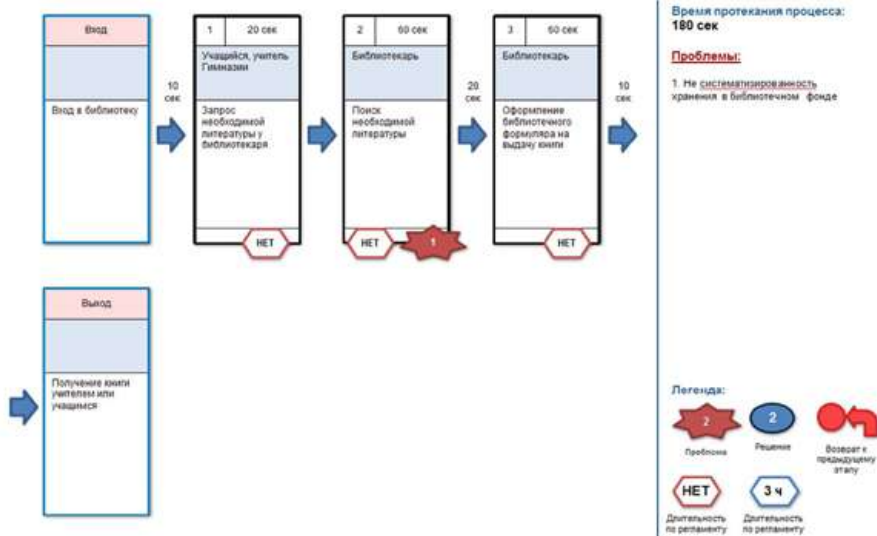 Вход
Вход в библиотеку
10
сек
1
20 сек
Учащийся, учитель
Гимназии
Запрос
необходимой
литературы у
библиотекаря
НЕТ
2
60 сек
Библиотекарь
Поиск
необходимой
литературы
НЕТ
1
20
сек
3
60 сек
Библиотекарь
Оформление
библиотечного
формуляра на
выдачу книги
НЕТ
10
сек
Время протекания процесса:
180 сек
Проблемы:
1. Не систематизированность
хранения в библиотечном фонде
Выход
Получение книги
учителем или
учащимся
Легенда:
2
Проблема
2
Решение
Возврат к
предыдущему
этапу
НЕТ
Длительность
по регламенту
3 ч
Длительность
по регламенту